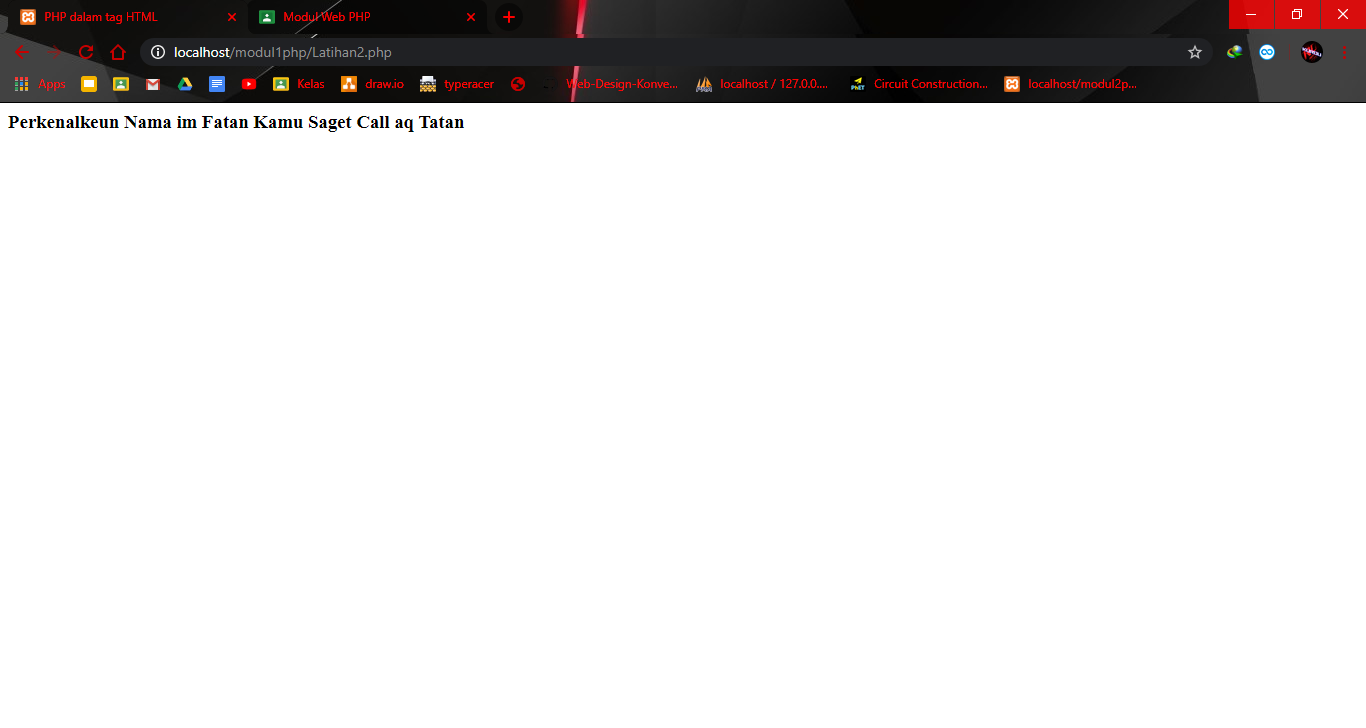 PHP dalam tag HTML
Modul Web PHP
localhost/modul1php/Latihan2.php
Apps
Kelas
draw.io
typeracer
Web-Design-Konve...
localhost / 127.0.0....
Circuit Construction...
localhost/modul2p...
Perkenalkeun Nama im Fatan Kamu Saget Call aq Tatan